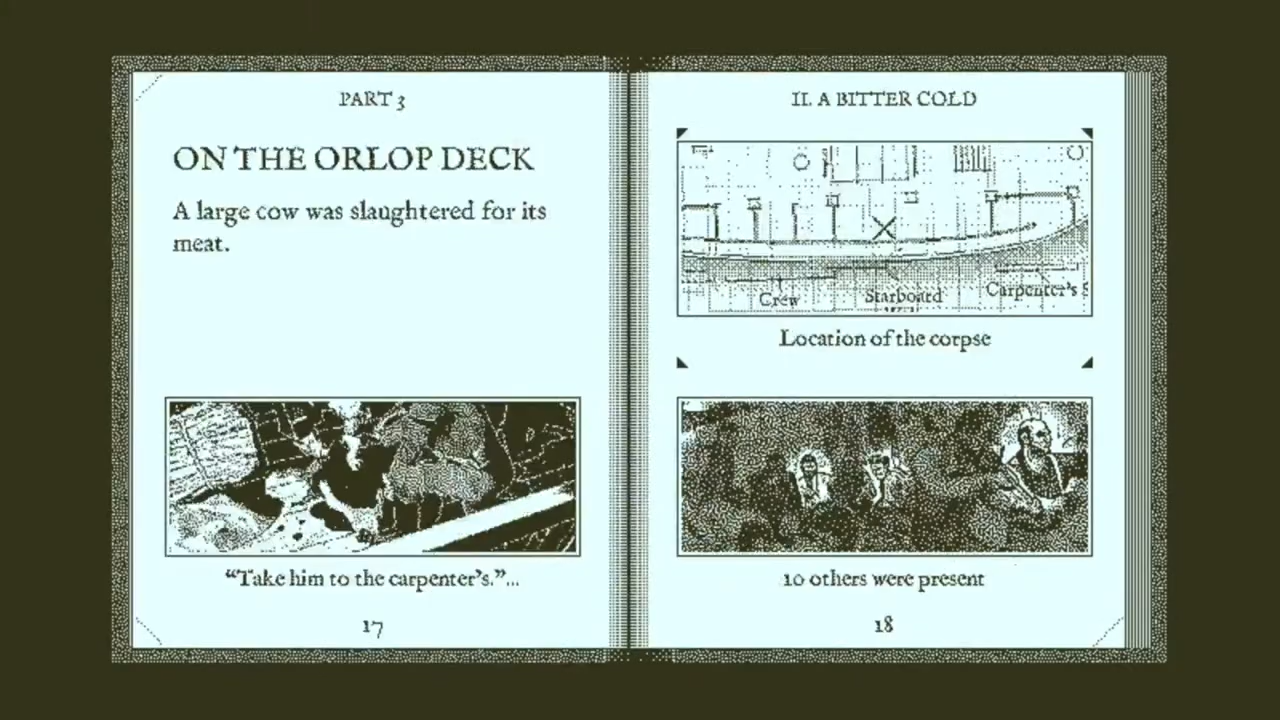 PART 3
ON THE ORLOP DECK
A large cow was slaughtered for its
meat.
"Take him to the carpenter's."...
17
II. A BITTER COLD
Crew
Starboard
Carpenter's S
Location of the corpse
10 others were present
18